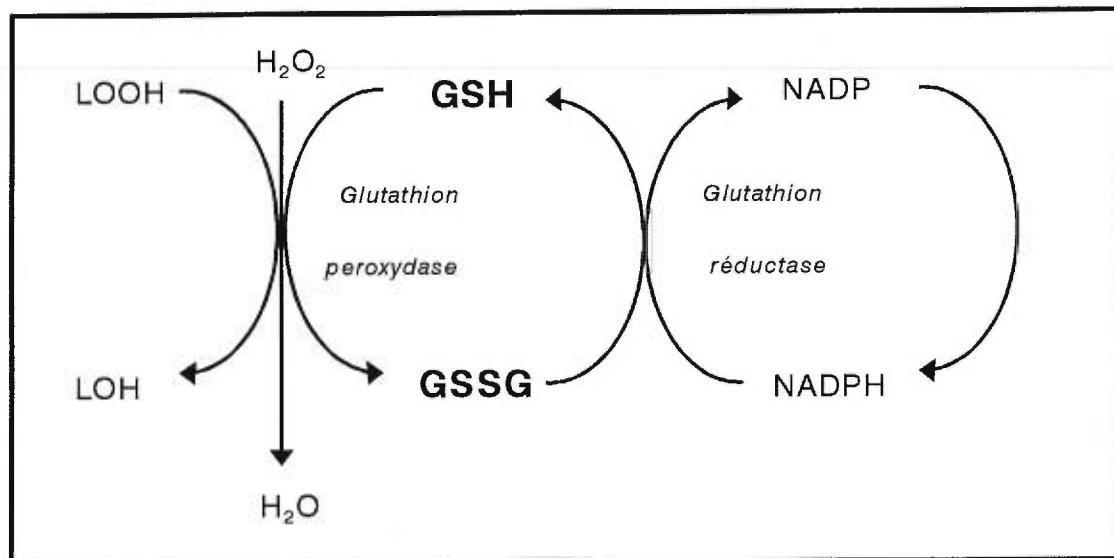 H₂O₂
LOOH
GSH
NADP
Glutathion
peroxydase
Glutathion
réductase
LOH
GSSG
NADPH
H₂O